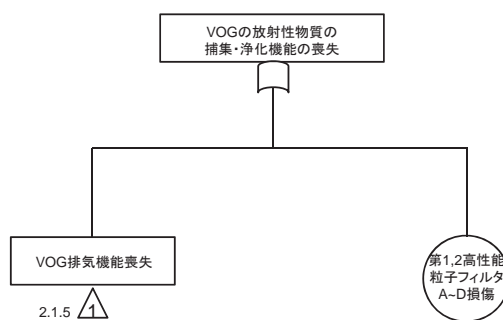 VOGの放射性物質の
捕集・浄化機能の喪失
VOG排気機能喪失
2.1.5
1
第1,2高性能
粒子フィルタ
A~D損傷